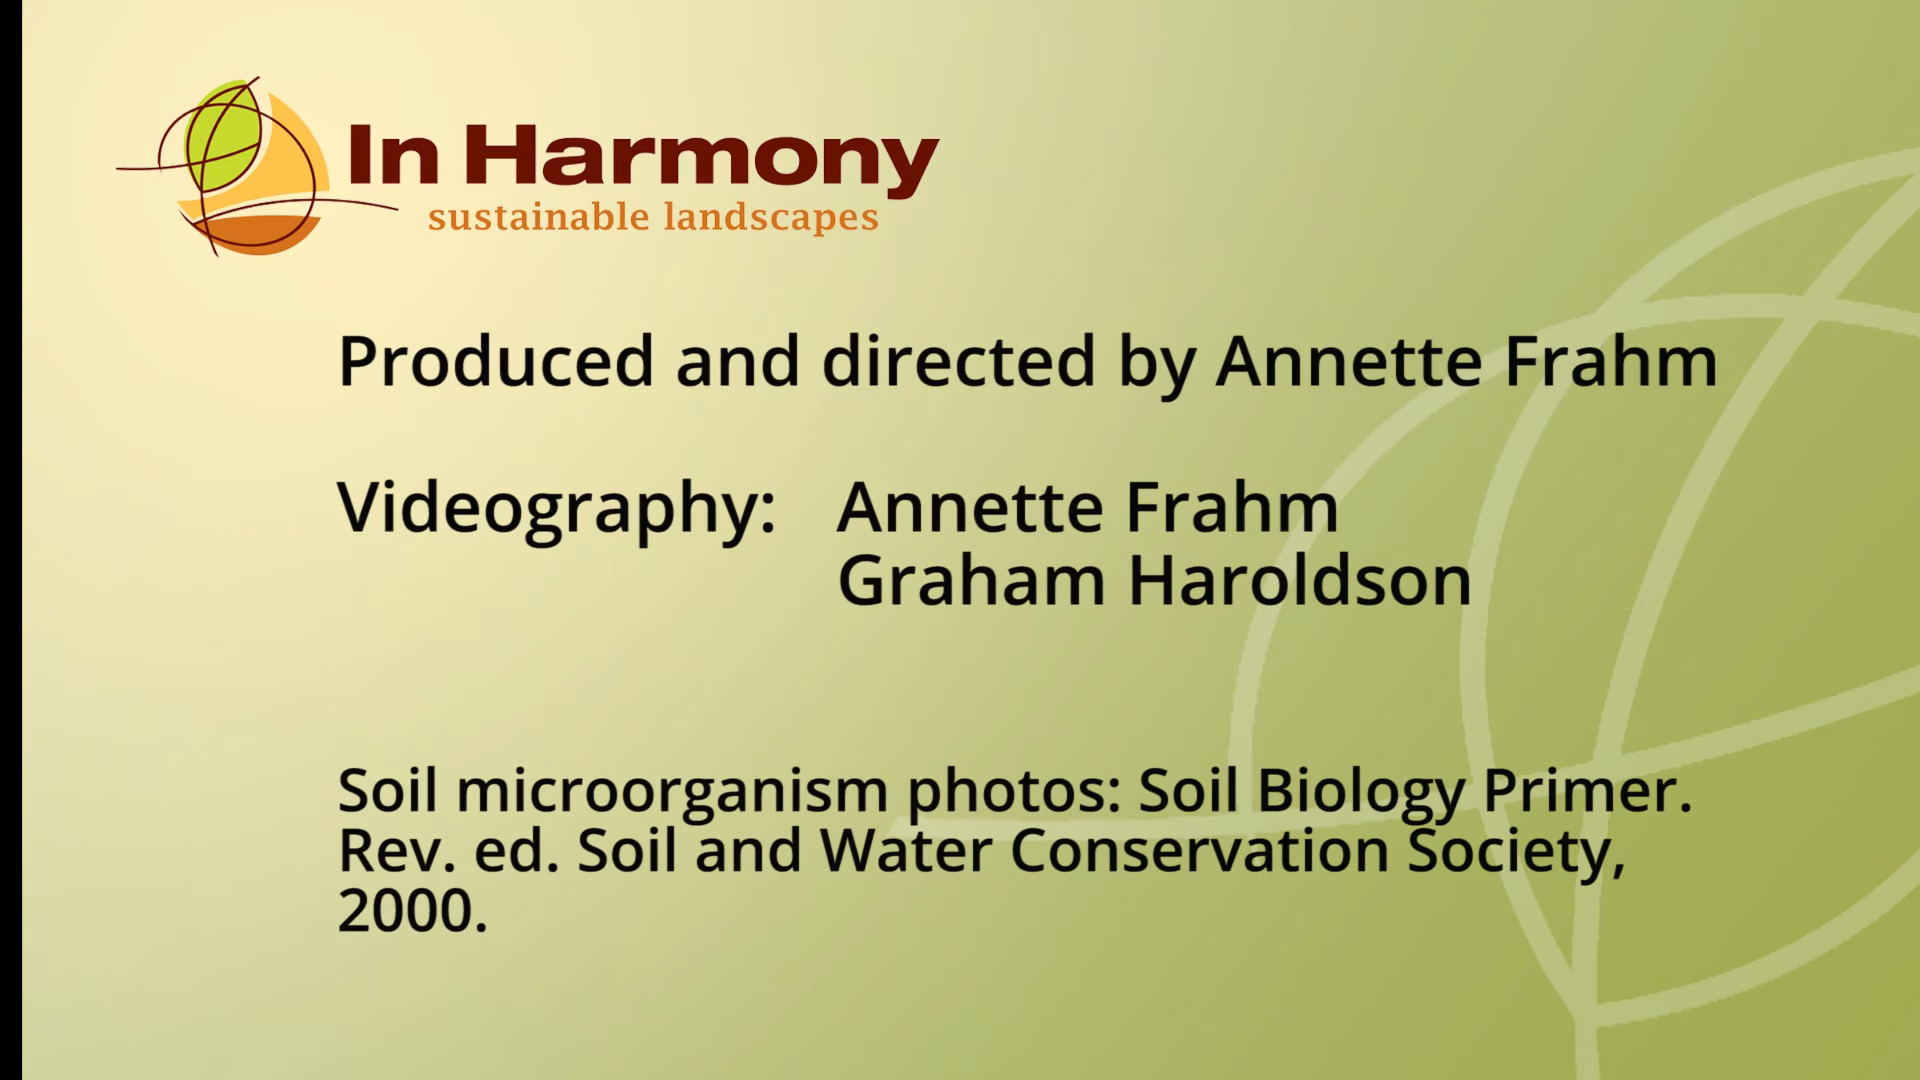 In Harmony
sustainable landscapes
Produced and directed by Annette Frahm
Videography: Annette Frahm
Graham Haroldson
Soil microorganism photos: Soil Biology Primer.
Rev. ed. Soil and Water Conservation Society,
2000.